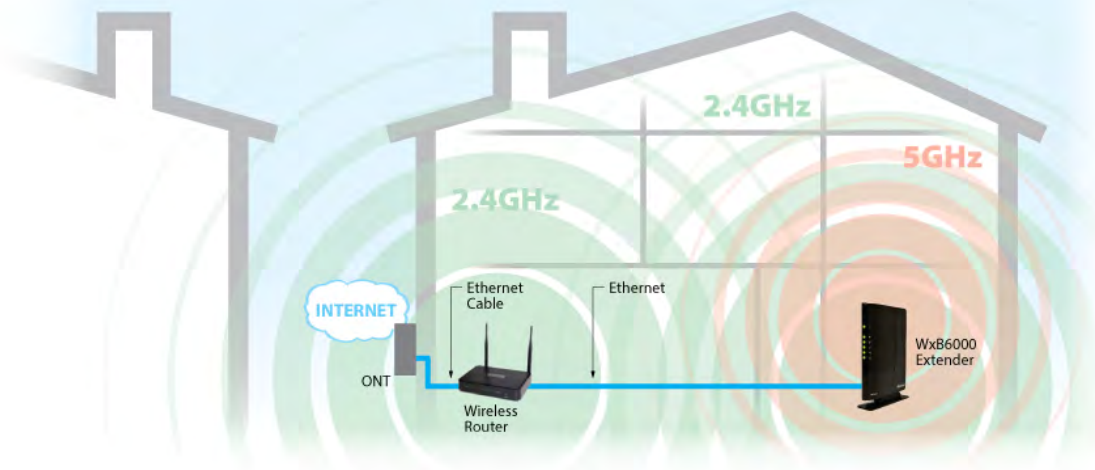 2.4GHz
5GHz
2.4GHz
Ethernet
Cable
Ethernet
INTERNET
ONT
WxB6000
Extender
Wireless
Router